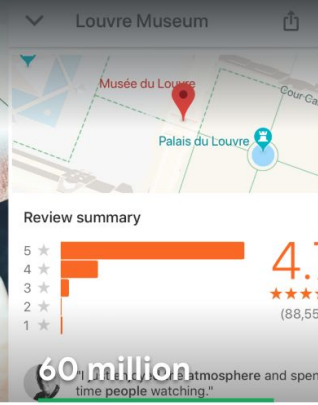 Louvre Museum
Musée du Louvre
Cour Ca
Palais du Louvre
Review summary
5
4
3
2
1
4.
(88,55
60 million
atmosphere and spen
time people watching."